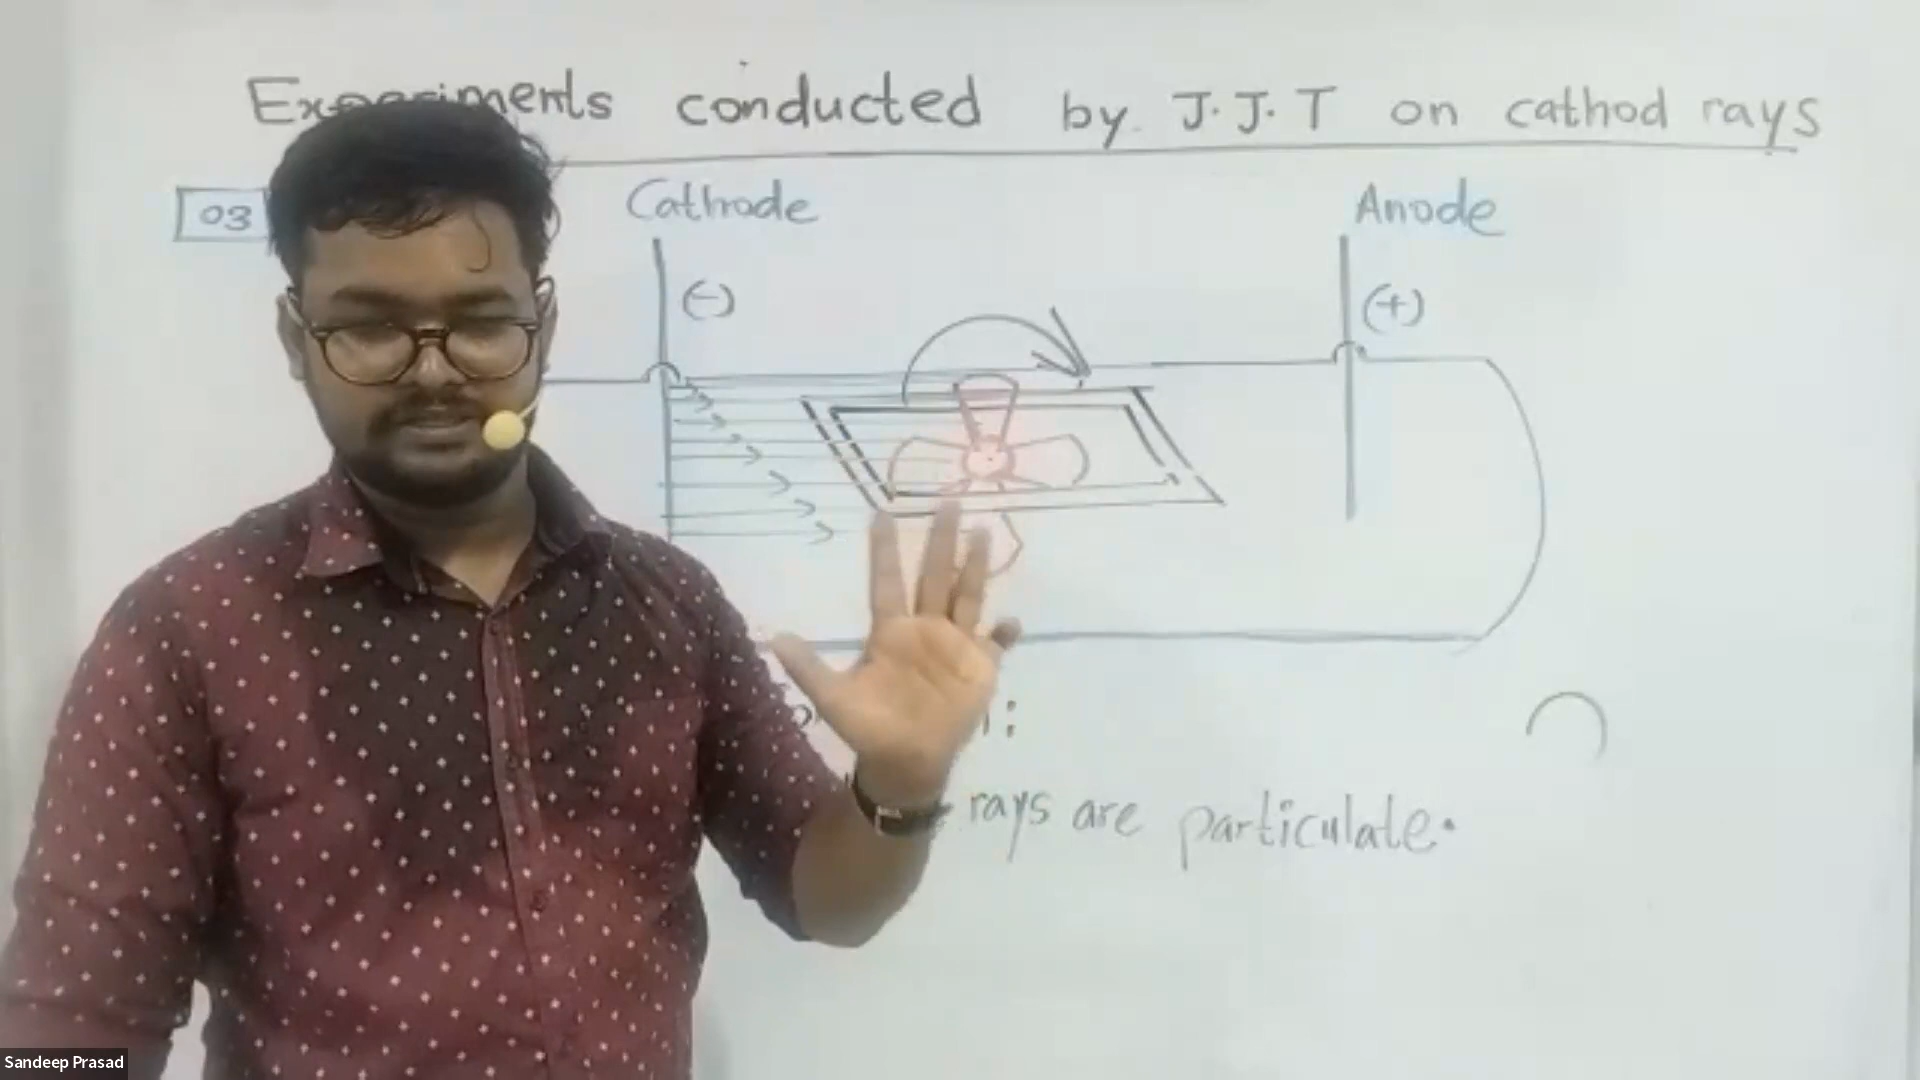 Experiments conducted by J.J.T on cathod rays
03
Cathode
Anode
(-)
(+)
:
rays are particulate.
Sandeep Prasad